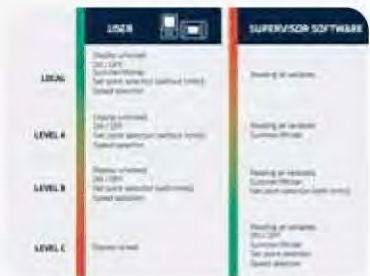 USER
SUPERVISOR SOFTWARE
LOCAL
Display unlocked
ON / OFF
Summer/Winter
Set point selection (without limits)
Speed selection
Reading all variables
LEVEL A
Display unlocked
ON / OFF
Set point selection (without limits)
Speed selection
Reading all variables
Summer/Winter
LEVEL B
Display unlocked
ON / OFF
Set point selection (with limits)
Speed selection
Reading all variables
Summer/Winter
Set point selection (with limits)
LEVEL C
Display locked
Reading all variables
ON / OFF
Summer/Winter
Set point selection
Speed selection